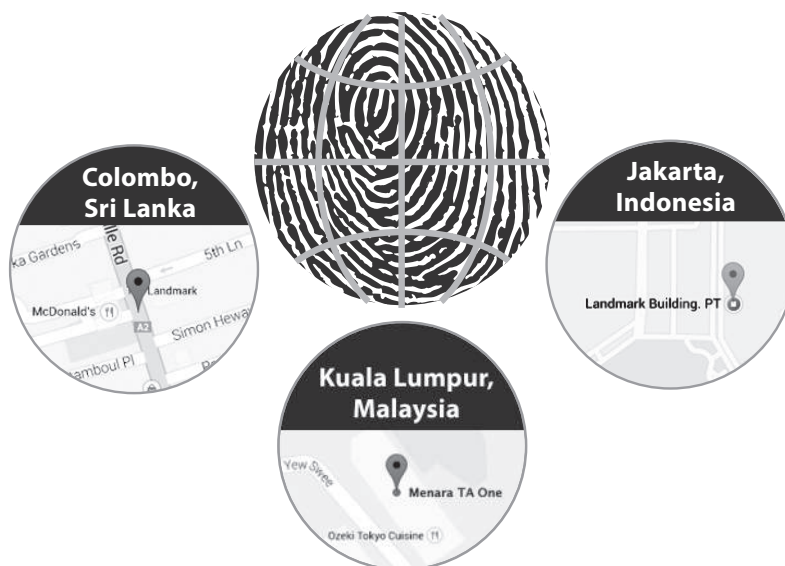 Colombo,
Sri Lanka
ka Gardens
lle Rd
5th Ln
Landmark
McDonald's
A2
Simon Hewa
tamboul Pl
Jakarta,
Indonesia
Landmark Building. PT
Kuala Lumpur,
Malaysia
Yew Swee
Menara TA One
Ozeki Tokyo Cuisine